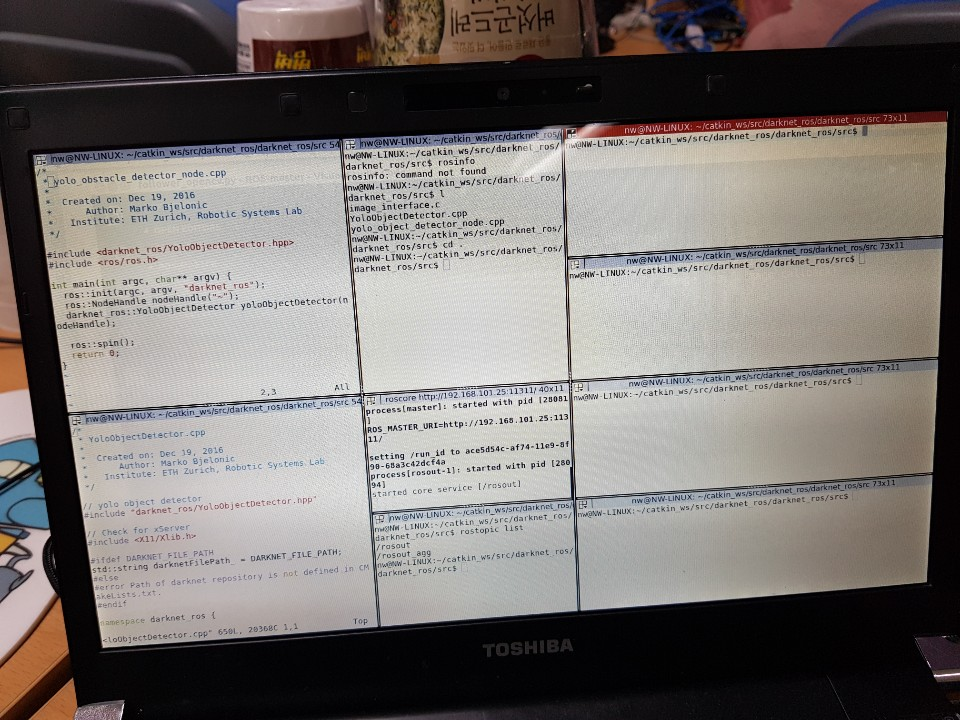 버섯곤드레
nw@NW-LINUX: ~/catkin_ws/src/darknet_ros/darknet_ros/src 54
/*
* yolo_obstacle_detector_node.cpp
*
*  Created on: Dec 19, 2016
*      Author: Marko Bjelonic
*   Institute: ETH Zurich, Robotic Systems Lab
*/
#include <darknet_ros/YoloObjectDetector.hpp>
#include <ros/ros.h>
int main(int argc, char** argv) {
ros::init(argc, argv, "darknet_ros");
ros::NodeHandle nodeHandle("~");
darknet_ros::YoloObjectDetector yoloObjectDetector(n
odeHandle);
ros::spin();
return 0;
}
~
~
2,3 All
nw@NW-LINUX: ~/catkin_ws/src/darknet_ros/darknet_ros/src 54
/*
* YoloObjectDetector.cpp
*
*  Created on: Dec 19, 2016
*      Author: Marko Bjelonic
*   Institute: ETH Zurich, Robotic Systems Lab
*/
// yolo object detector
#include "darknet_ros/YoloObjectDetector.hpp"
// Check for xServer
#include <X11/Xlib.h>
#ifdef DARKNET_FILE_PATH
std::string darknetFilePath_ = DARKNET_FILE_PATH;
#else
#error Path of darknet repository is not defined in CM
akeLists.txt.
#endif
namespace darknet_ros {
<loObjectDetector.cpp" 650L, 20368C 1,1 Top
nw@NW-LINUX: ~/catkin_ws/src/darknet_ros/
nw@NW-LINUX:~/catkin_ws/src/darknet_ros/
darknet_ros/src$ rosinfo
rosinfo: command not found
nw@NW-LINUX:~/catkin_ws/src/darknet_ros/
darknet_ros/src$ l
image_interface.c
YoloObjectDetector.cpp
yolo_obstacle_detector_node.cpp
nw@NW-LINUX:~/catkin_ws/src/darknet_ros/
darknet_ros/src$ cd .
nw@NW-LINUX:~/catkin_ws/src/darknet_ros/
darknet_ros/src$
roscore http://192.168.101.25:11311/ 40x11
process[master]: started with pid [28081
]
ROS_MASTER_URI=http://192.168.101.25:113
11/
setting /run_id to ace5d54c-af74-11e9-8f
90-68a3c42dcf4a
process[rosout-1]: started with pid [280
94]
started core service [/rosout]
nw@NW-LINUX: ~/catkin_ws/src/darknet_ros/
nw@NW-LINUX:~/catkin_ws/src/darknet_ros/
darknet_ros/src$ rostopic list
/rosout
/rosout_agg
nw@NW-LINUX:~/catkin_ws/src/darknet_ros/
darknet_ros/src$
nw@NW-LINUX: ~/catkin_ws/src/darknet_ros/darknet_ros/src 73x11
nw@NW-LINUX:~/catkin_ws/src/darknet_ros/darknet_ros/src$
nw@NW-LINUX: ~/catkin_ws/src/darknet_ros/darknet_ros/src 73x11
nw@NW-LINUX:~/catkin_ws/src/darknet_ros/darknet_ros/src$
nw@NW-LINUX: ~/catkin_ws/src/darknet_ros/darknet_ros/src 73x11
nw@NW-LINUX:~/catkin_ws/src/darknet_ros/darknet_ros/src$
nw@NW-LINUX: ~/catkin_ws/src/darknet_ros/darknet_ros/src 73x11
nw@NW-LINUX:~/catkin_ws/src/darknet_ros/darknet_ros/src$
TOSHIBA